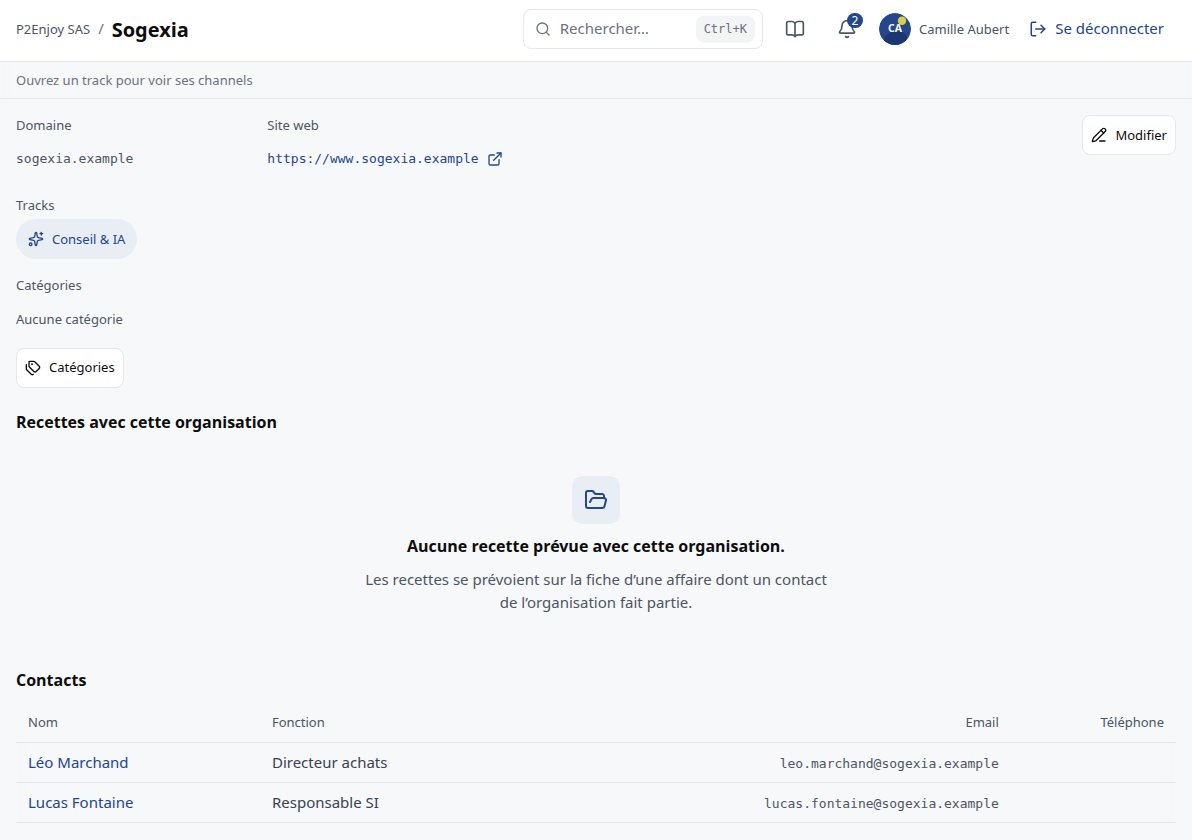 P2Enjoy SAS / Sogexia
Rechercher... Ctrl+K
2
CA
Camille Aubert
Se déconnecter
Ouvrez un track pour voir ses channels
Domaine
sogexia.example
Site web
https://www.sogexia.example
Modifier
Tracks
Conseil & IA
Catégories
Aucune catégorie
Catégories
Recettes avec cette organisation
Aucune recette prévue avec cette organisation.
Les recettes se prévoient sur la fiche d’une affaire dont un contact
de l’organisation fait partie.
Contacts
Nom Fonction Email Téléphone
Léo Marchand Directeur achats leo.marchand@sogexia.example
Lucas Fontaine Responsable SI lucas.fontaine@sogexia.example